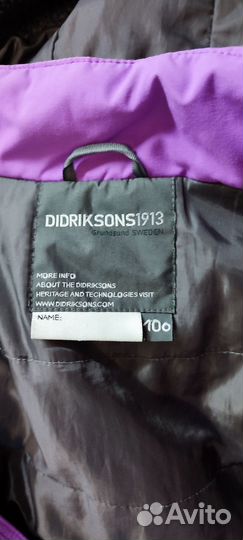 DIDRIKSONS1913
Grundsund SWEDEN
MORE INFO
ABOUT THE DIDRIKSONS
HERITAGE AND TECHNOLOGIES VISIT
WWW.DIDRIKSONS.COM
NAME:
100
Avito